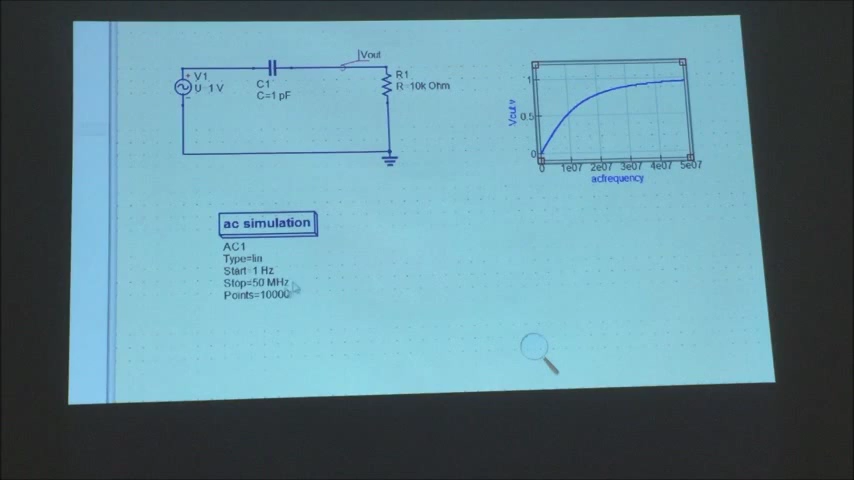 Vout
V1
U=1 V
C1
C=1 pF
R1
R=10k Ohm
Vout.v
1
0.5
0
0
1e07
2e07
3e07
4e07
5e07
acfrequency
ac simulation
AC1
Type=lin
Start=1 Hz
Stop=50 MHz
Points=10000